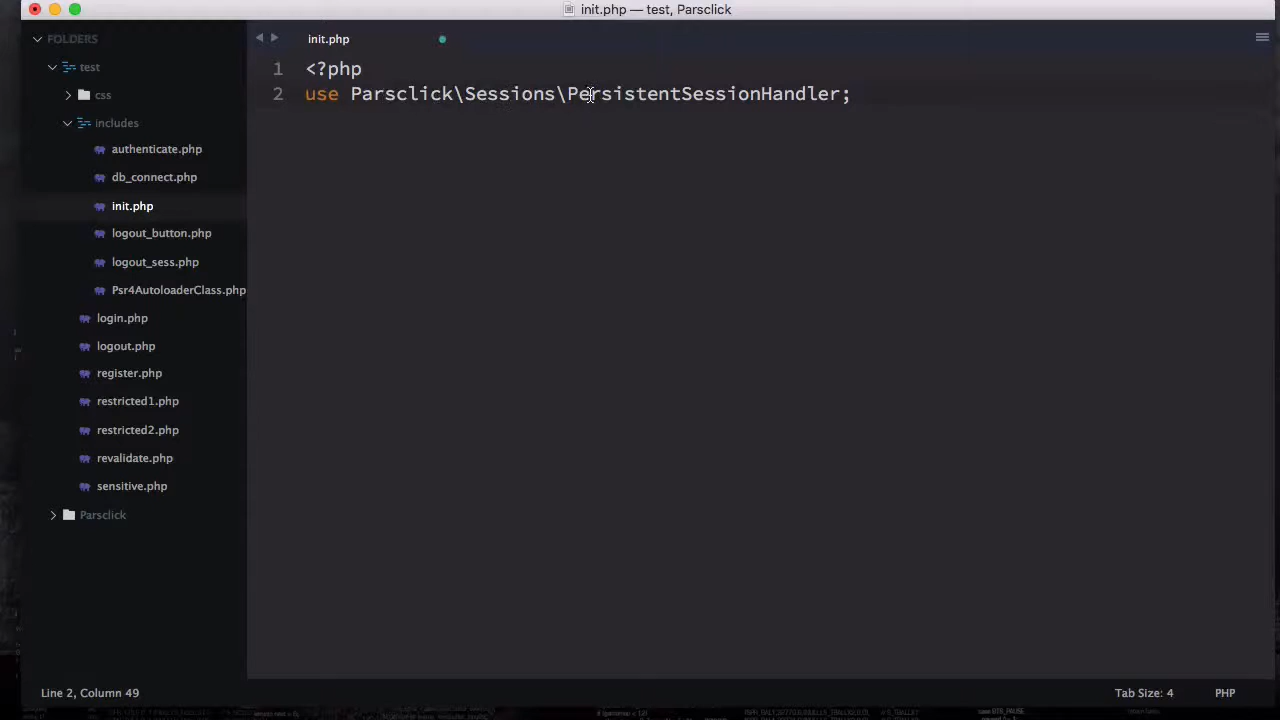 init.php — test, Parsclick
FOLDERS
test
css
includes
authenticate.php
db_connect.php
init.php
logout_button.php
logout_sess.php
Psr4AutoloaderClass.php
login.php
logout.php
register.php
restricted1.php
restricted2.php
revalidate.php
sensitive.php
Parsclick
init.php
1 <?php
2 use Parsclick\Sessions\PersistentSessionHandler;
Line 2, Column 49
Tab Size: 4
PHP